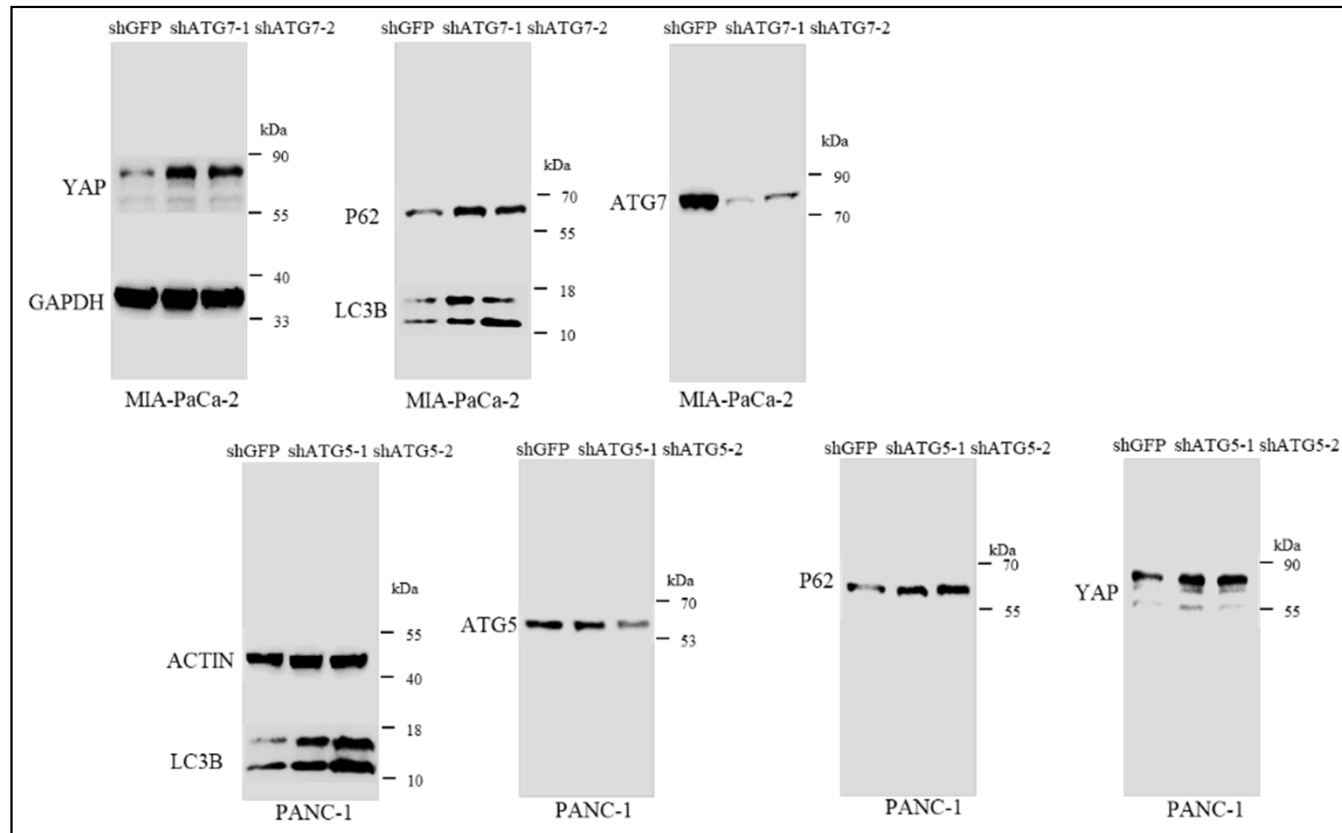 shGFP shATG7-1 shATG7-2
shGFP shATG7-1 shATG7-2
shGFP shATG7-1 shATG7-2
kDa
90
YAP
55
40
GAPDH
33
MIA-PaCa-2
kDa
70
P62
55
18
LC3B
10
MIA-PaCa-2
kDa
90
ATG7
70
MIA-PaCa-2
shGFP shATG5-1 shATG5-2
shGFP shATG5-1 shATG5-2
shGFP shATG5-1 shATG5-2
shGFP shATG5-1 shATG5-2
kDa
55
ACTIN
40
18
LC3B
10
PANC-1
kDa
70
ATG5
53
PANC-1
kDa
70
P62
55
PANC-1
kDa
90
YAP
55
PANC-1